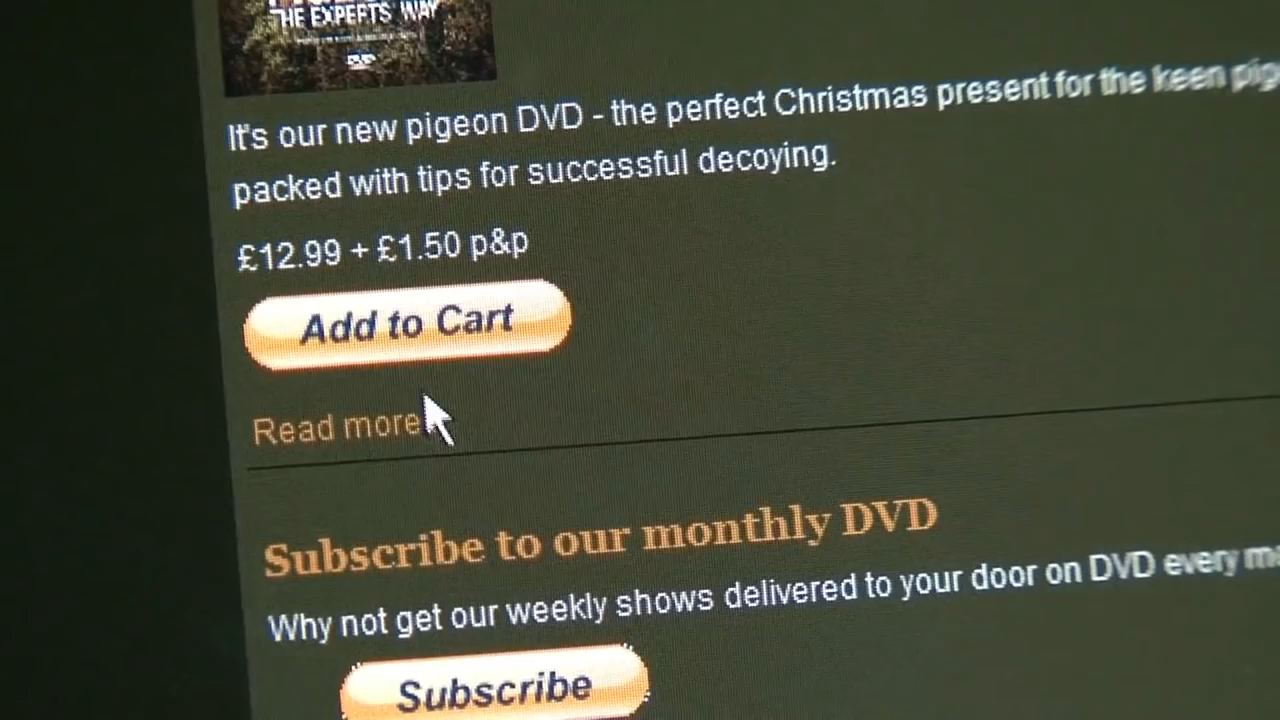 THE EXPERTS' WAY
DVD
It's our new pigeon DVD - the perfect Christmas present for the keen
packed with tips for successful decoying.
£12.99 + £1.50 p&p
Add to Cart
Read more
Subscribe to our monthly DVD
Why not get our weekly shows delivered to your door on DVD every
Subscribe